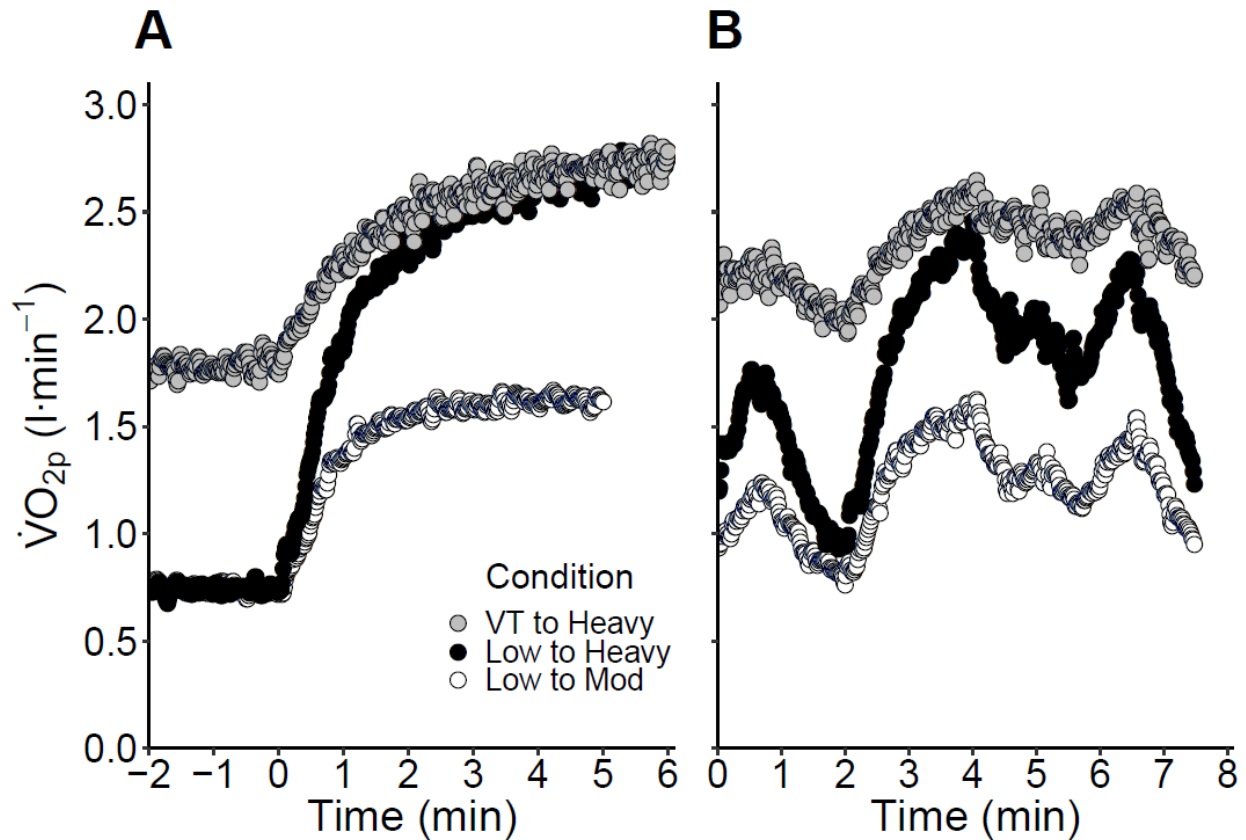 A
B
V̇O₂ₚ (l·min⁻¹)
3.0
2.5
2.0
1.5
1.0
0.5
0.0
Condition
VT to Heavy
Low to Heavy
Low to Mod
−2 −1 0 1 2 3 4 5 6
0 1 2 3 4 5 6 7 8
Time (min)
Time (min)